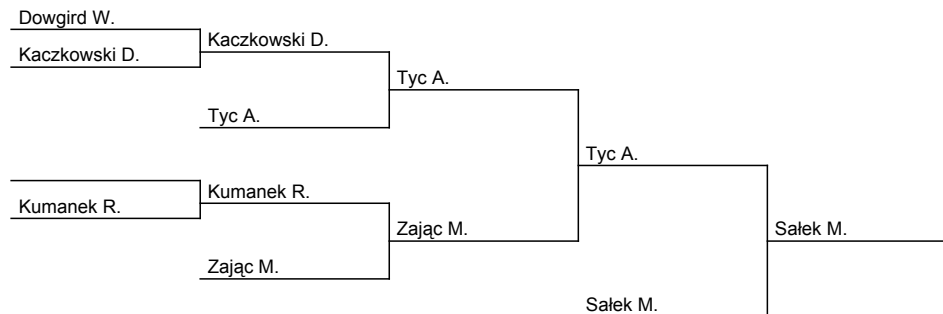 Dowgird W.
Kaczkowski D.
Kaczkowski D.
Tyc A.
Tyc A.
Tyc A.
Kumanek R.
Kumanek R.
Zając M.
Sałek M.
Zając M.
Sałek M.